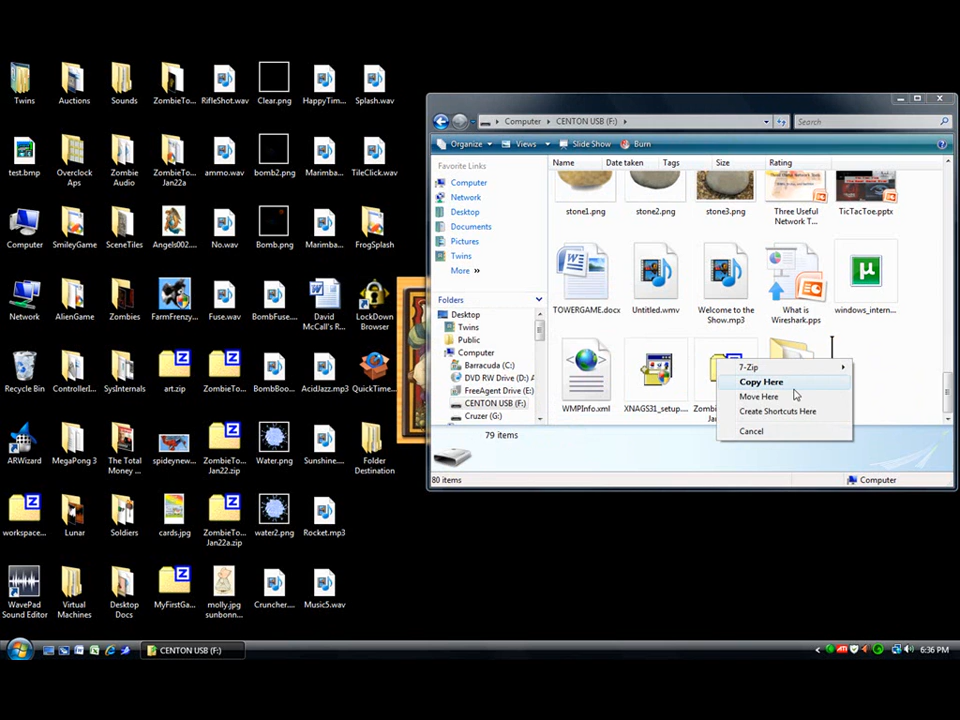 Twins
Auctions
Sounds
ZombieTo...
RifleShot.wav
Clear.png
HappyTim...
Splash.wav
test.bmp
Overclock
Aps
Zombie
Audio
ZombieTo...
Jan22a
ammo.wav
bomb2.png
Marimba...
TileClick.wav
Computer
SmileyGame
SceneTiles
Angels002....
No.wav
Bomb.png
Marimba...
FrogSplash
Network
AlienGame
Zombies
FarmFrenzy...
Fuse.wav
BombFuse....
David
McCall's R...
LockDown
Browser
Recycle Bin
ControllerI...
SysInternals
art.zip
ZombieTo...
BombBoo...
AcidJazz.mp3
QuickTime...
ARWizard
MegaPong 3
The Total
Money ...
spideynew...
ZombieTo...
Jan22.zip
Water.png
Sunshine....
Folder
Destination
workspace...
Lunar
Soldiers
cards.jpg
ZombieTo...
Jan22a.zip
water2.png
Rocket.mp3
WavePad
Sound Editor
Virtual
Machines
Desktop
Docs
MyFirstGa...
molly.jpg
sunbonn...
Cruncher....
Music5.wav
Computer CENTON USB (F:)
Search
Organize Views Slide Show Burn
Favorite Links
Computer
Network
Desktop
Documents
Pictures
Twins
More »
Folders
Desktop
Twins
Public
Computer
Barracuda (C:)
DVD RW Drive (D:) A
FreeAgent Drive (E:)
CENTON USB (F:)
Cruzer (G:)
Name Date taken Tags Size Rating
stone1.png
stone2.png
stone3.png
Three Useful
Network T...
TicTacToe.pptx
TOWERGAME.docx
Untitled.wmv
Welcome to the
Show.mp3
What is
Wireshark.pps
windows_intern...
WMPInfo.xml
XNAGS31_setup....
7-Zip
Copy Here
Move Here
Create Shortcuts Here
Cancel
79 items
80 items
Computer
CENTON USB (F:)
6:36 PM